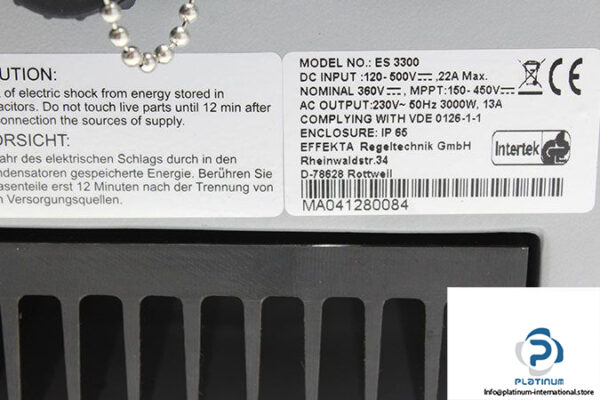 UTION:
of electric shock from energy stored in
acitors. Do not touch live parts until 12 min after
onnection the sources of supply.
ORSICHT:
ahr des elektrischen Schlags durch in den
ndensatoren gespeicherte Energie. Berühren Sie
asenteile erst 12 Minuten nach der Trennung von
n Versorgungsquellen.
MODEL NO.: ES 3300
DC INPUT :120- 500V⎓ ,22A Max.
NOMINAL 360V⎓ , MPPT:150- 450V⎓
AC OUTPUT:230V~ 50Hz 3000W, 13A
COMPLYING WITH VDE 0126-1-1
ENCLOSURE: IP 65
EFFEKTA Regeltechnik GmbH
Rheinwaldstr.34
D-78628 Rottweil
CE
Intertek
MA041280084
PLATINUM
Info@platinum-international.store